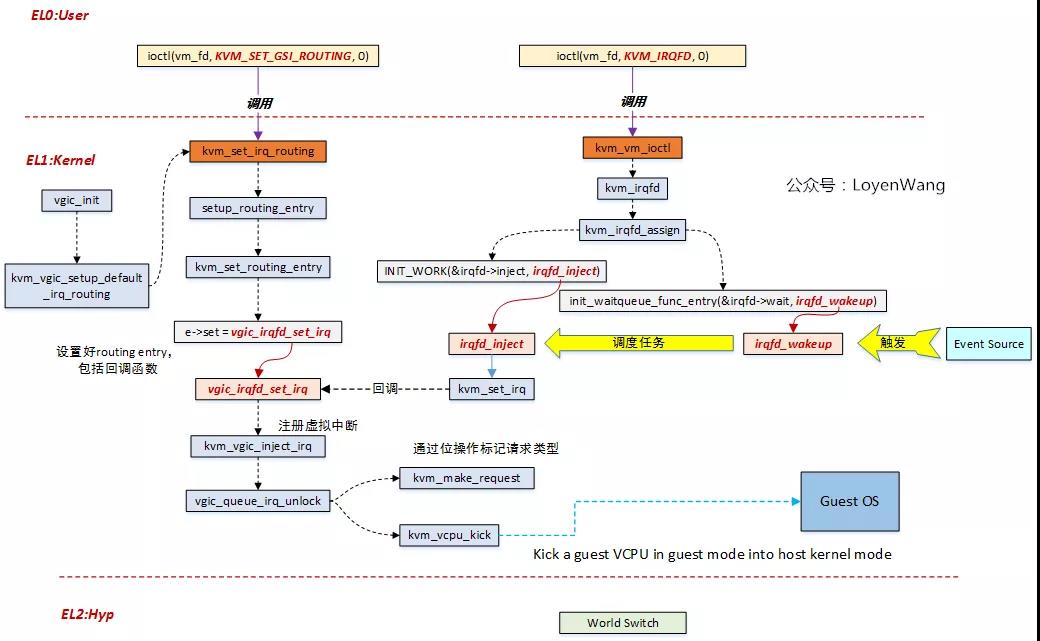 EL0:User
ioctl(vm_fd, KVM_SET_GSI_ROUTING, 0)
ioctl(vm_fd, KVM_IRQFD, 0)
调用
调用
EL1:Kernel
kvm_set_irq_routing
kvm_vm_ioctl
公众号：LoyenWang
kvm_irqfd
vgic_init
setup_routing_entry
kvm_irqfd_assign
kvm_vgic_setup_default
_irq_routing
kvm_set_routing_entry
INIT_WORK(&irqfd->inject, irqfd_inject)
init_waitqueue_func_entry(&irqfd->wait, irqfd_wakeup)
e->set = vgic_irqfd_set_irq
irqfd_inject
调度任务
irqfd_wakeup
触发
Event Source
设置好routing entry，
包括回调函数
vgic_irqfd_set_irq
回调
kvm_set_irq
注册虚拟中断
kvm_vgic_inject_irq
通过位操作标记请求类型
kvm_make_request
vgic_queue_irq_unlock
Guest OS
kvm_vcpu_kick
Kick a guest VCPU in guest mode into host kernel mode
EL2:Hyp
World Switch